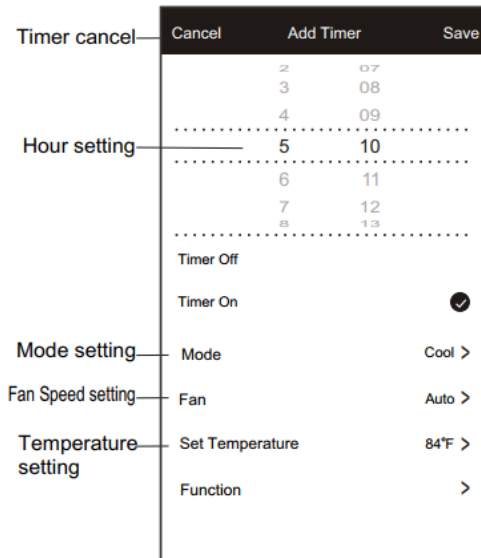 Timer cancel
Cancel Add Timer Save
2 07
3 08
4 09
Hour setting
5 10
6 11
7 12
8 13
Timer Off
Timer On
Mode setting
Mode Cool >
Fan Speed setting
Fan Auto >
Temperature setting
Set Temperature 84°F >
Function >